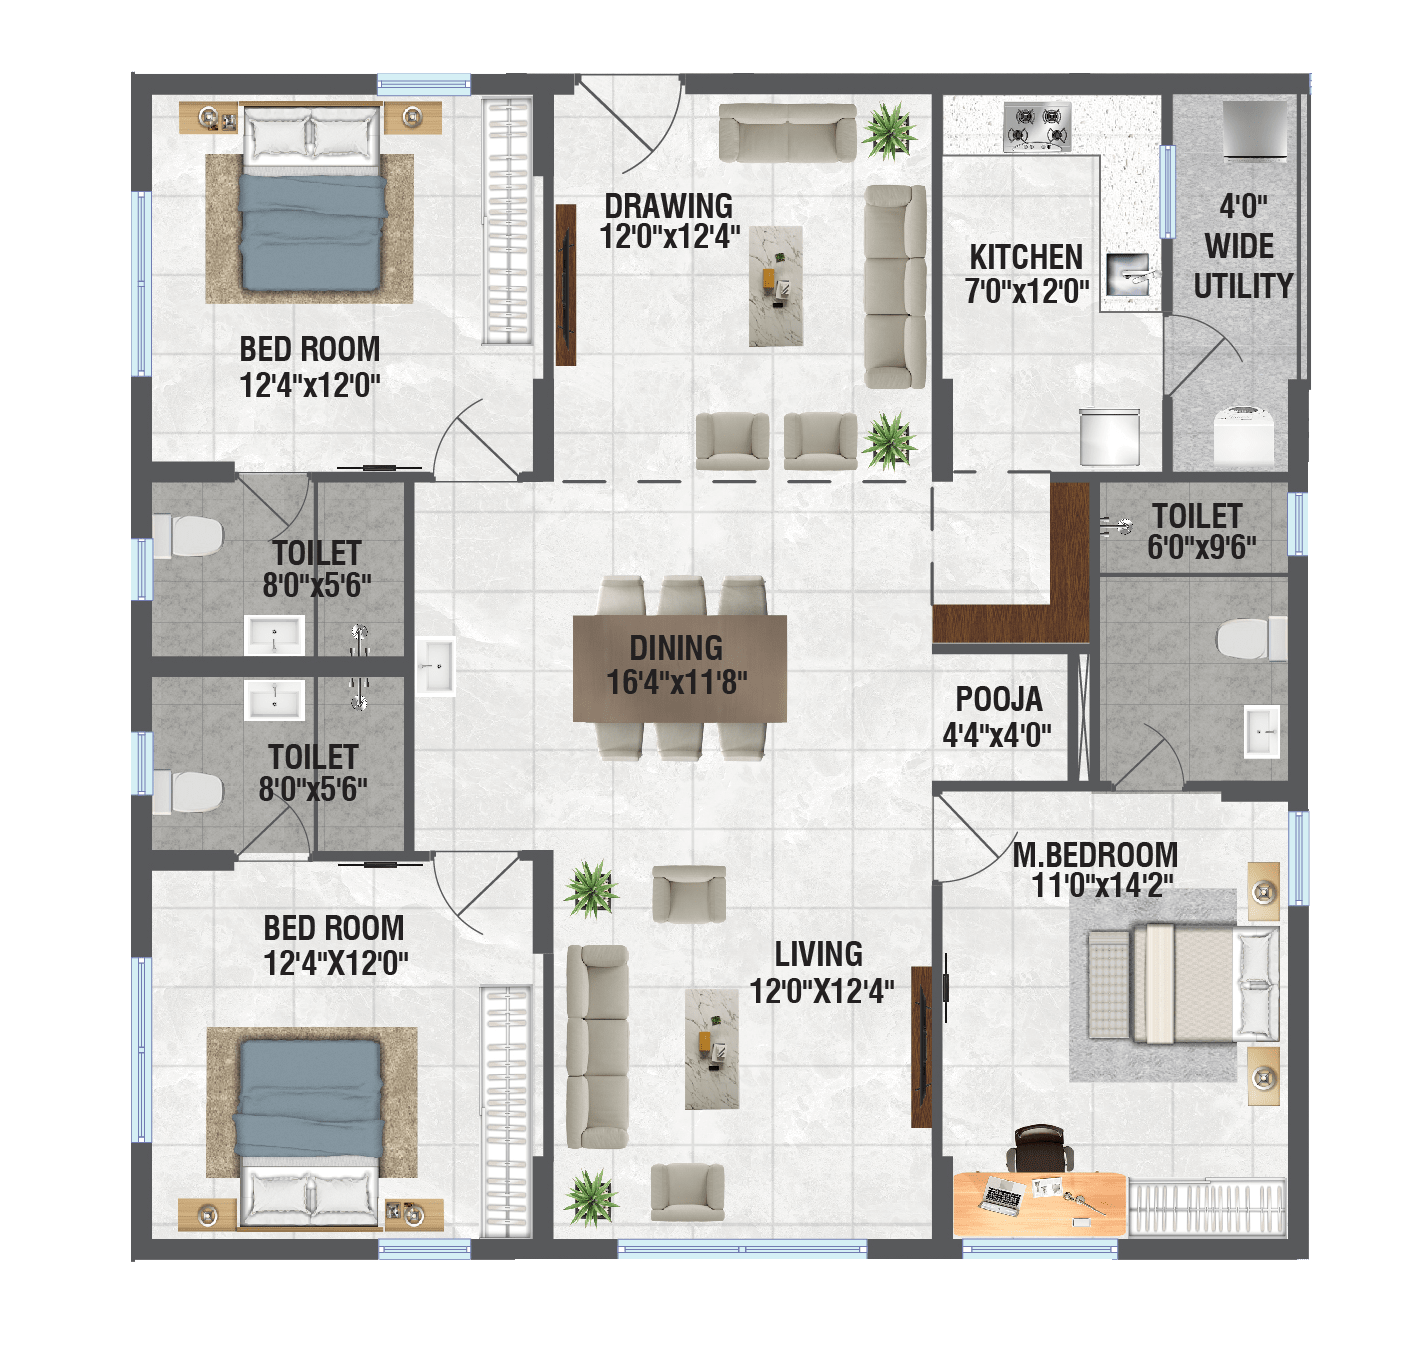 DRAWING
12'0"x12'4"
KITCHEN
7'0"x12'0"
4'0"
WIDE
UTILITY
BED ROOM
12'4"x12'0"
TOILET
8'0"x5'6"
TOILET
6'0"x9'6"
DINING
16'4"x11'8"
POOJA
4'4"x4'0"
TOILET
8'0"x5'6"
M.BEDROOM
11'0"x14'2"
BED ROOM
12'4"X12'0"
LIVING
12'0"X12'4"